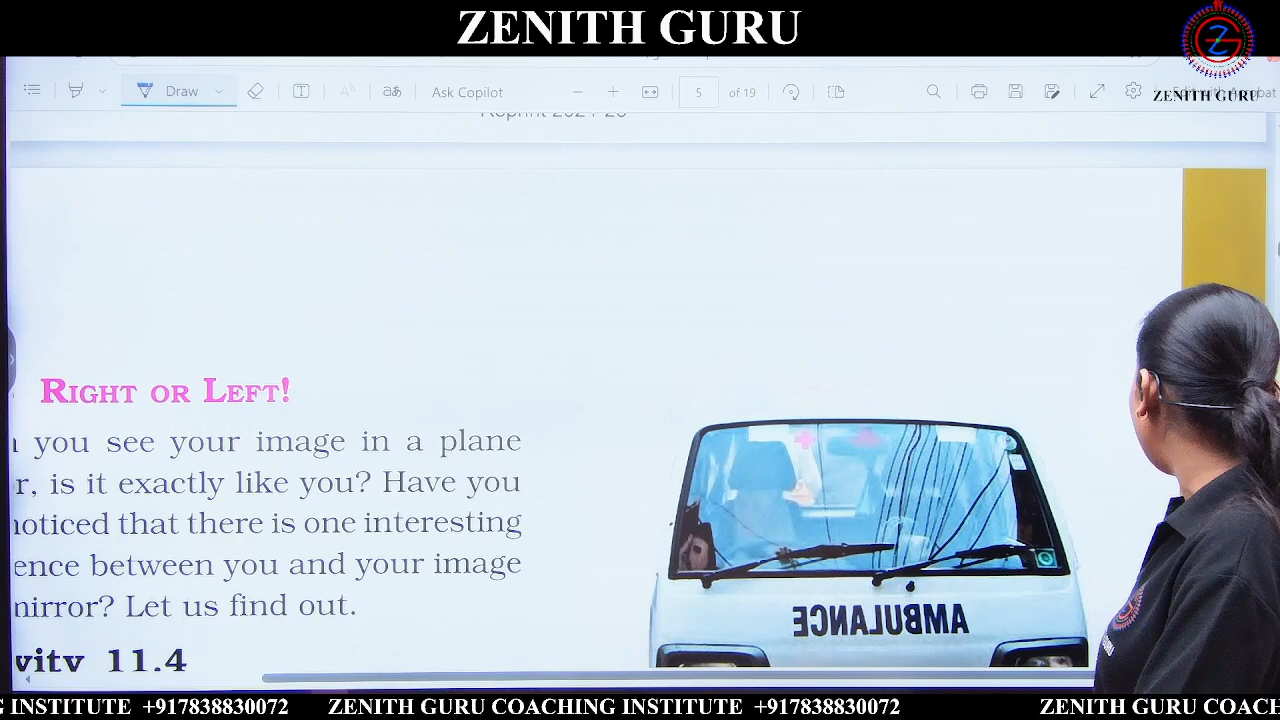 ZENITH GURU
Draw
Ask Copilot
5
of 19
ZENITH GURU
RIGHT OR LEFT!
you see your image in a plane
r, is it exactly like you? Have you
noticed that there is one interesting
ence between you and your image
mirror? Let us find out.
AMBULANCE
vity 11.4
G INSTITUTE +917838830072 ZENITH GURU COACHING INSTITUTE +917838830072 ZENITH GURU COACH